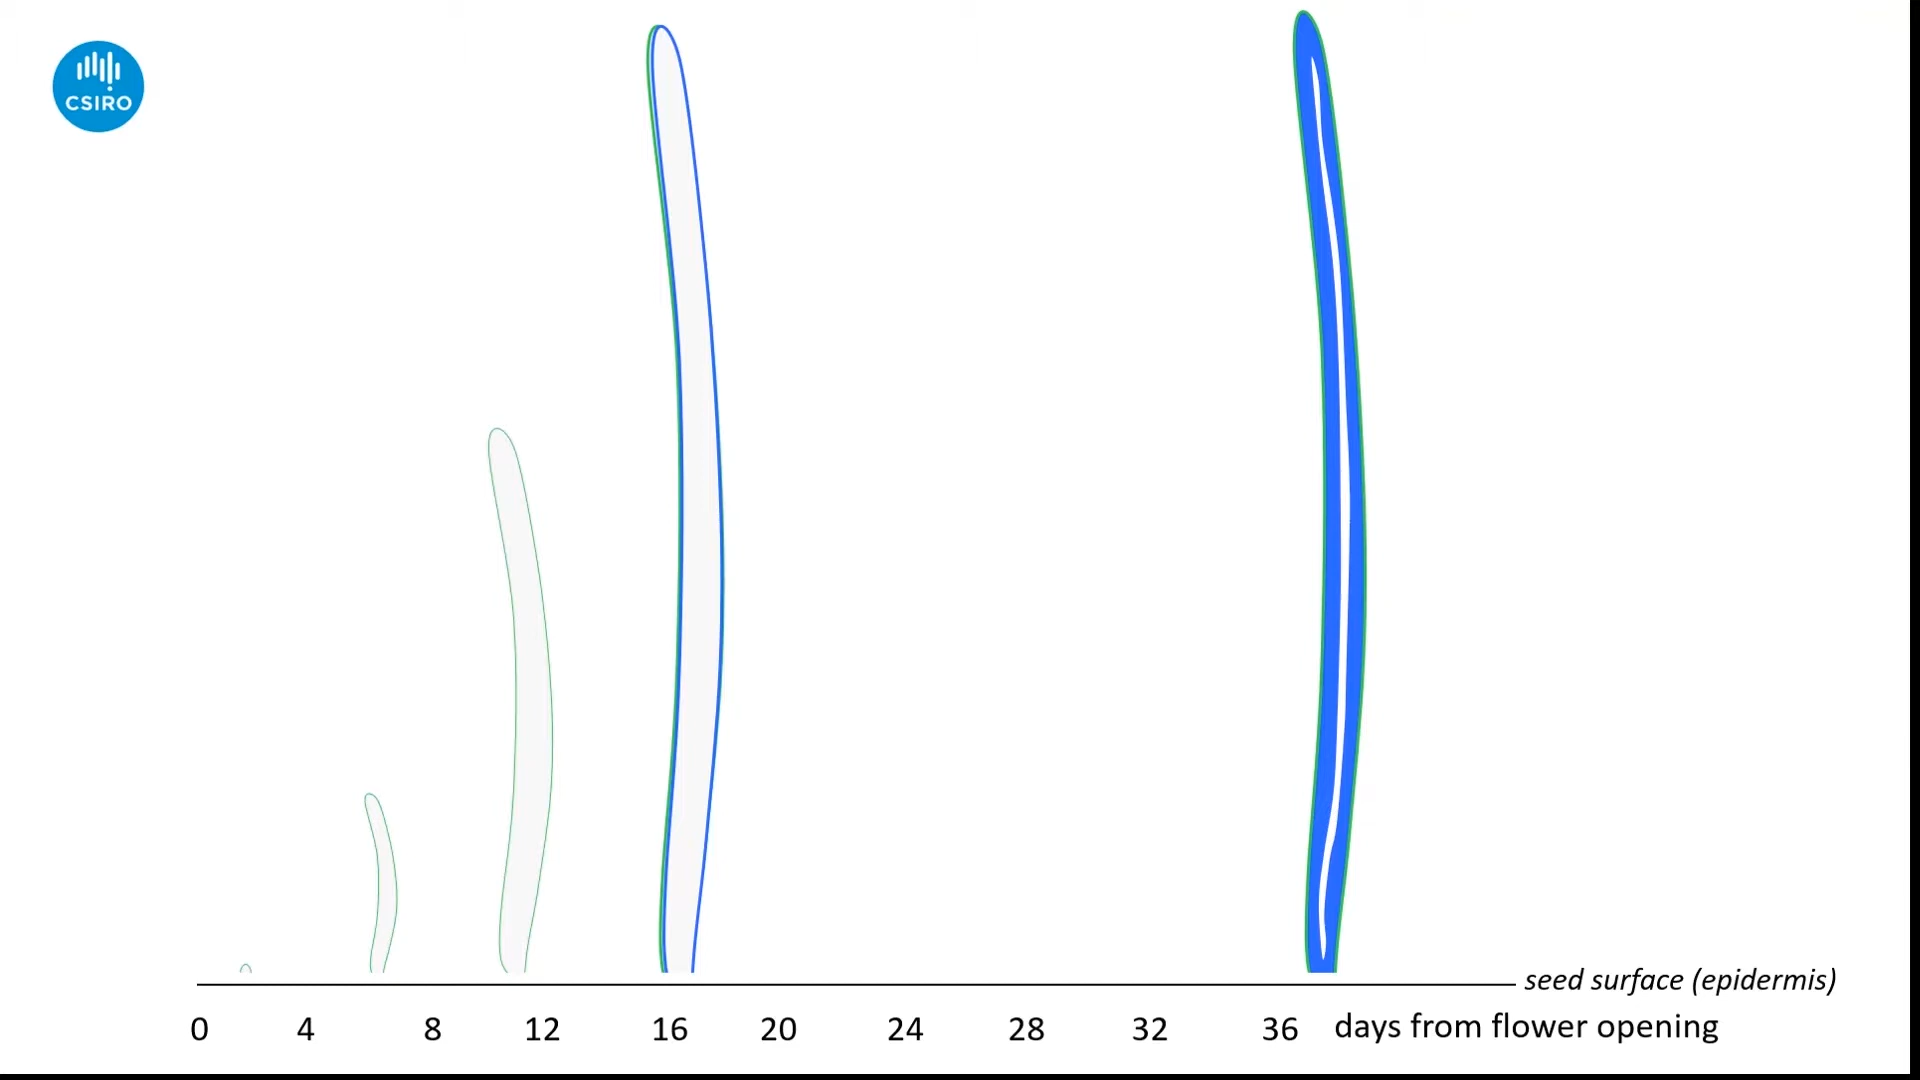 CSIRO
seed surface (epidermis)
0 4 8 12 16 20 24 28 32 36 days from flower opening